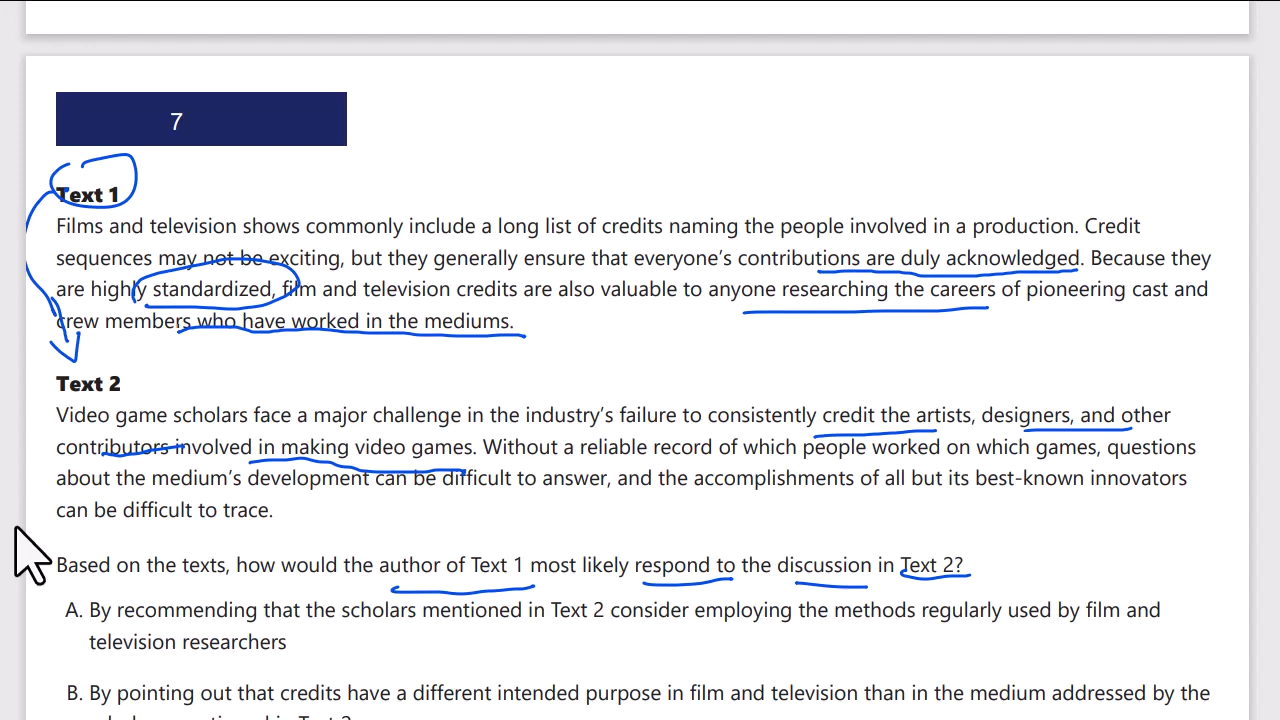 7
Text 1
Films and television shows commonly include a long list of credits naming the people involved in a production. Credit
sequences may not be exciting, but they generally ensure that everyone's contributions are duly acknowledged. Because they
are highly standardized, film and television credits are also valuable to anyone researching the careers of pioneering cast and
crew members who have worked in the mediums.
Text 2
Video game scholars face a major challenge in the industry's failure to consistently credit the artists, designers, and other
contributors involved in making video games. Without a reliable record of which people worked on which games, questions
about the medium's development can be difficult to answer, and the accomplishments of all but its best-known innovators
can be difficult to trace.
Based on the texts, how would the author of Text 1 most likely respond to the discussion in Text 2?
A. By recommending that the scholars mentioned in Text 2 consider employing the methods regularly used by film and
television researchers
B. By pointing out that credits have a different intended purpose in film and television than in the medium addressed by the